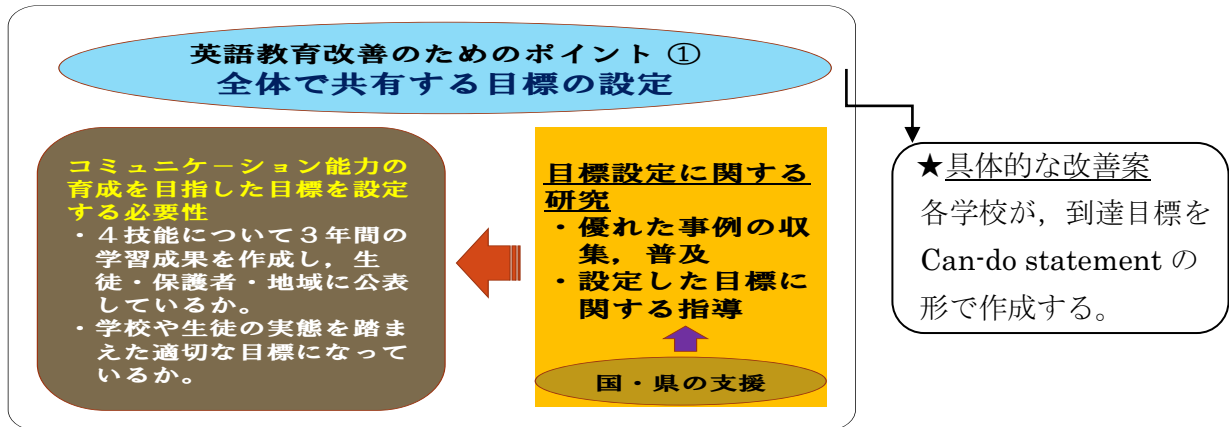 英語教育改善のためのポイント ①
全体で共有する目標の設定
コミュニケーション能力の
育成を目指した目標を設定
する必要性
・４技能について３年間の
学習成果を作成し，生
徒・保護者・地域に公表
しているか。
・学校や生徒の実態を踏ま
えた適切な目標になって
いるか。
目標設定に関する
研究
・優れた事例の収
集，普及
・設定した目標に
関する指導
国・県の支援
★具体的な改善案
各学校が，到達目標を
Can-do statement の
形で作成する。